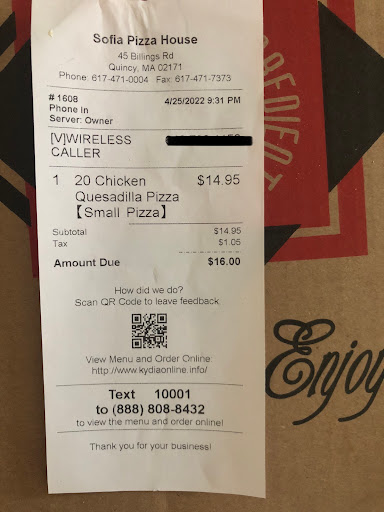 Sofia Pizza House
45 Billings Rd
Quincy, MA 02171
Phone: 617-471-0004 Fax: 617-471-7373
# 1608 4/25/2022 9:31 PM
Phone In
Server: Owner
[V]WIRELESS
CALLER
1 20 Chicken $14.95
Quesadilla Pizza
【Small Pizza】
Subtotal $14.95
Tax $1.05
Amount Due $16.00
How did we do?
Scan QR Code to leave feedback
View Menu and Order Online:
http://www.kydiaonline.info/
Text 10001
to (888) 808-8432
to view the menu and order online!
Thank you for your business!
Enjoy